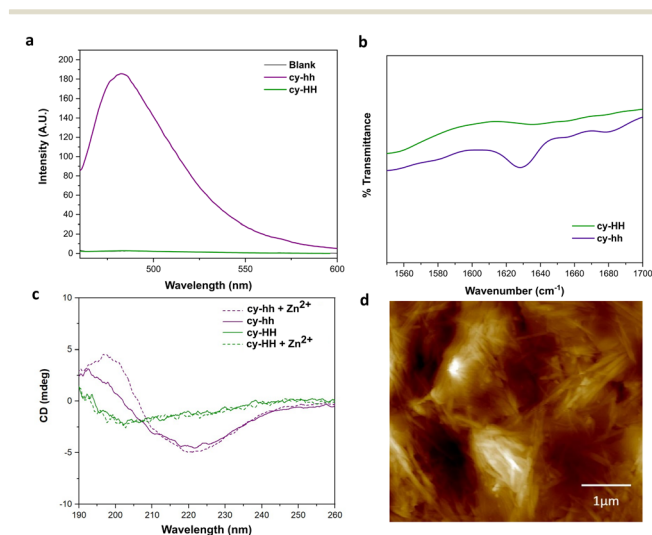 a
200
180
160
140
120
100
80
60
40
20
0
Intensity (A.U.)
Blank
cy-hh
cy-HH
500
550
600
Wavelength (nm)
b
% Transmittance
cy-HH
cy-hh
1560
1580
1600
1620
1640
1660
1680
1700
Wavenumber (cm⁻¹)
c
10
5
0
-5
-10
CD (mdeg)
cy-hh + Zn²⁺
cy-hh
cy-HH
cy-HH + Zn²⁺
190
200
210
220
230
240
250
260
Wavelength (nm)
d
1μm